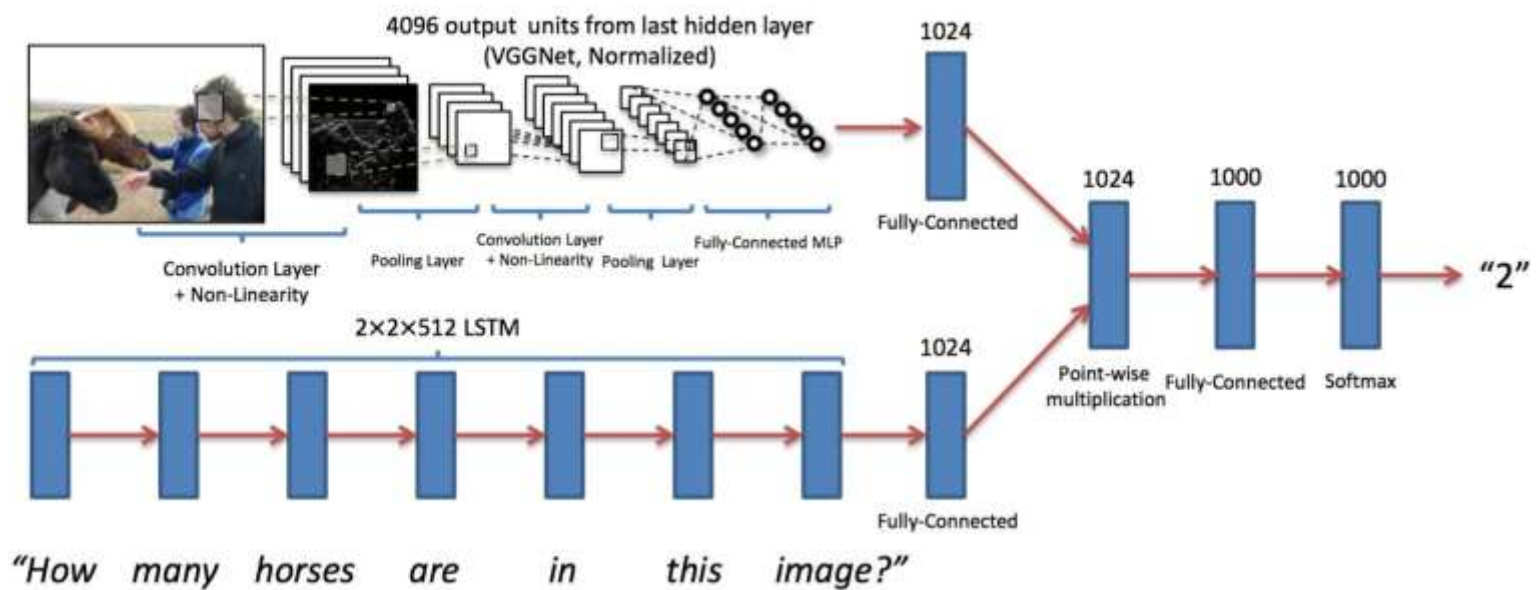 4096 output units from last hidden layer
(VGGNet, Normalized)
1024
Convolution Layer
+ Non-Linearity
Pooling Layer
Convolution Layer
+ Non-Linearity
Pooling Layer
Fully-Connected MLP
Fully-Connected
1024
1000
1000
Point-wise
multiplication
Fully-Connected
Softmax
“2”
2×2×512 LSTM
1024
Fully-Connected
“How many horses are in this image?”